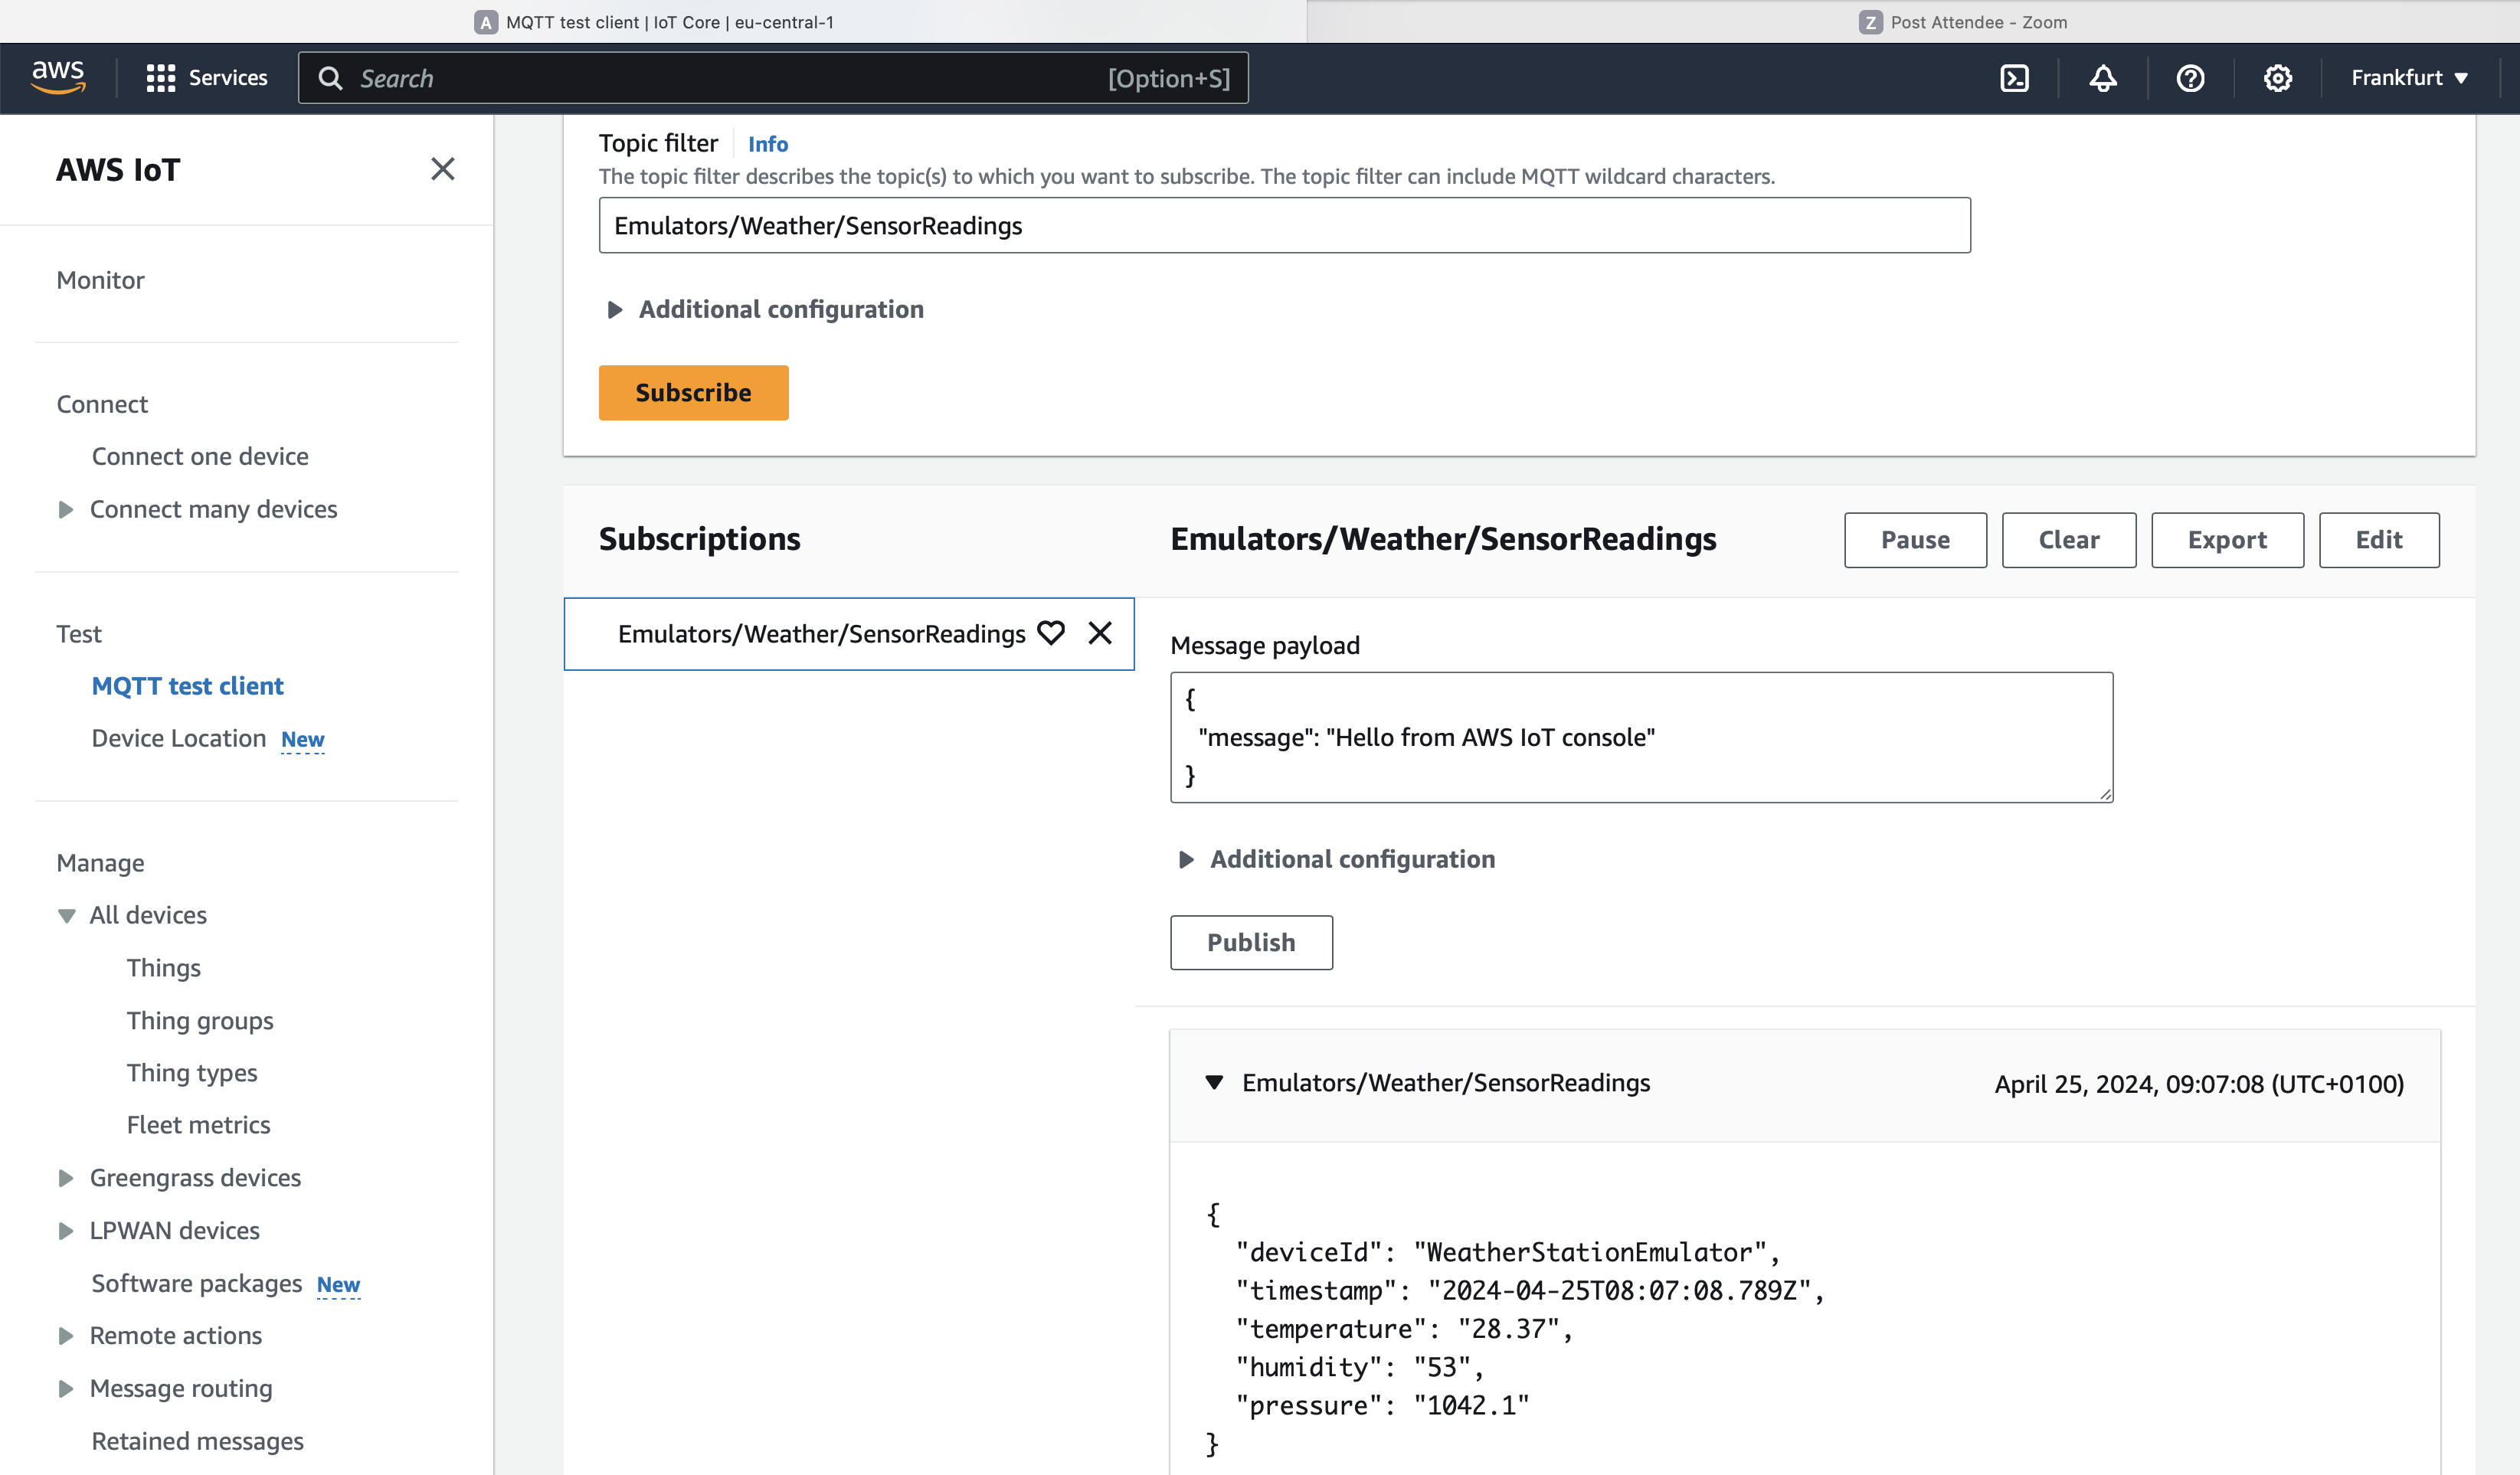 A MQTT test client | IoT Core | eu-central-1
Z Post Attendee - Zoom
aws
Services
Search [Option+S]
Frankfurt
AWS IoT
Monitor
Connect
Connect one device
Connect many devices
Test
MQTT test client
Device Location New
Manage
All devices
Things
Thing groups
Thing types
Fleet metrics
Greengrass devices
LPWAN devices
Software packages New
Remote actions
Message routing
Retained messages
Topic filter Info
The topic filter describes the topic(s) to which you want to subscribe. The topic filter can include MQTT wildcard characters.
Emulators/Weather/SensorReadings
Additional configuration
Subscribe
Subscriptions
Emulators/Weather/SensorReadings
Emulators/Weather/SensorReadings
Pause Clear Export Edit
Message payload
{
"message": "Hello from AWS IoT console"
}
Additional configuration
Publish
Emulators/Weather/SensorReadings April 25, 2024, 09:07:08 (UTC+0100)
{
"deviceId": "WeatherStationEmulator",
"timestamp": "2024-04-25T08:07:08.789Z",
"temperature": "28.37",
"humidity": "53",
"pressure": "1042.1"
}